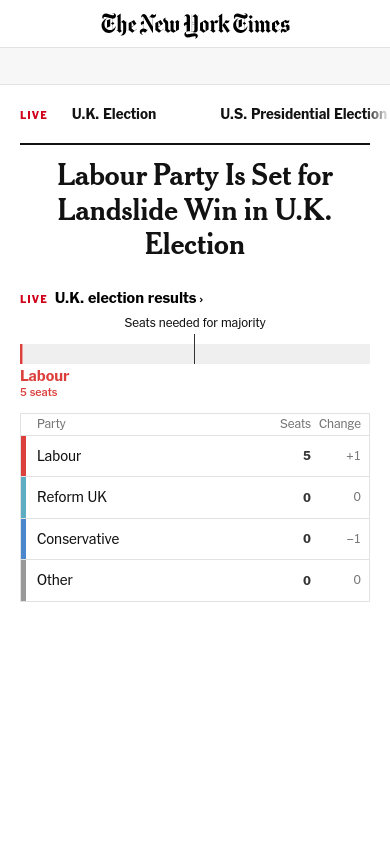 The New York Times
LIVE U.K. Election U.S. Presidential Election
Labour Party Is Set for
Landslide Win in U.K.
Election
LIVE U.K. election results ›
Seats needed for majority
Labour
5 seats
Party Seats Change
Labour 5 +1
Reform UK 0 0
Conservative 0 –1
Other 0 0